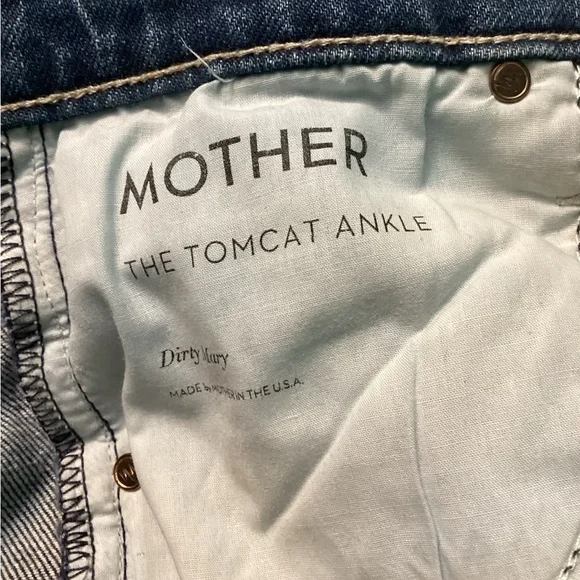 MOTHER
THE TOMCAT ANKLE
Dirty Mary
MADE by MOTHER IN THE U.S.A.